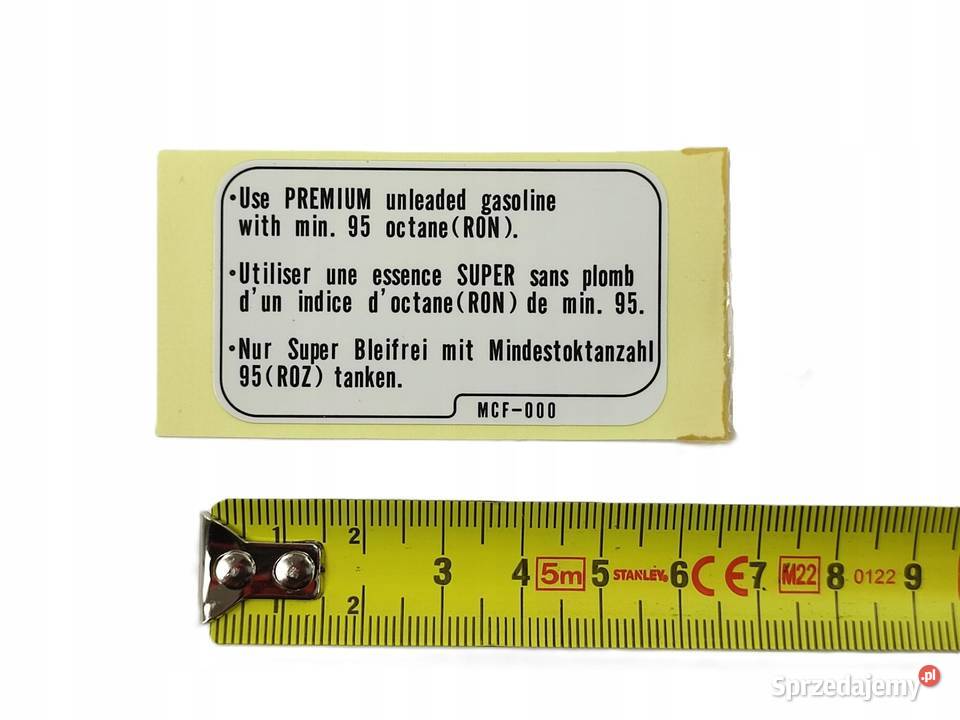 •Use PREMIUM unleaded gasoline
with min. 95 octane(RON).
•Utiliser une essence SUPER sans plomb
d'un indice d'octane(RON) de min. 95.
•Nur Super Bleifrei mit Mindestoktanzahl
95(ROZ) tanken.
MCF-000
1 2
3 4 5m 5 STANLEY 6 CE 7 M22 8 0122 9
1 2
Sprzedajemy.pl